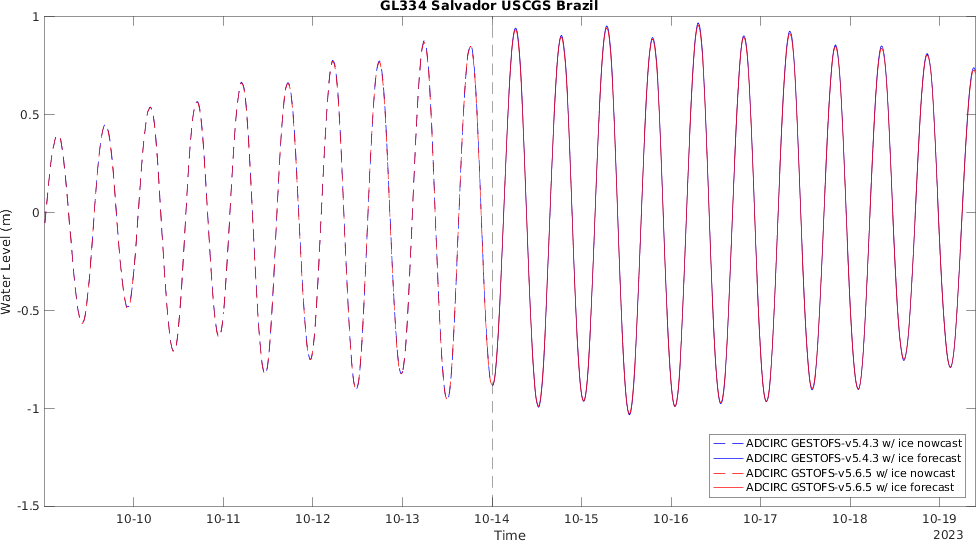 GL334 Salvador USCGS Brazil
1
0.5
0
-0.5
-1
-1.5
Water Level (m)
ADCIRC GESTOFS-v5.4.3 w/ ice nowcast
ADCIRC GESTOFS-v5.4.3 w/ ice forecast
ADCIRC GSTOFS-v5.6.5 w/ ice nowcast
ADCIRC GSTOFS-v5.6.5 w/ ice forecast
10-10 10-11 10-12 10-13 10-14 10-15 10-16 10-17 10-18 10-19
Time 2023